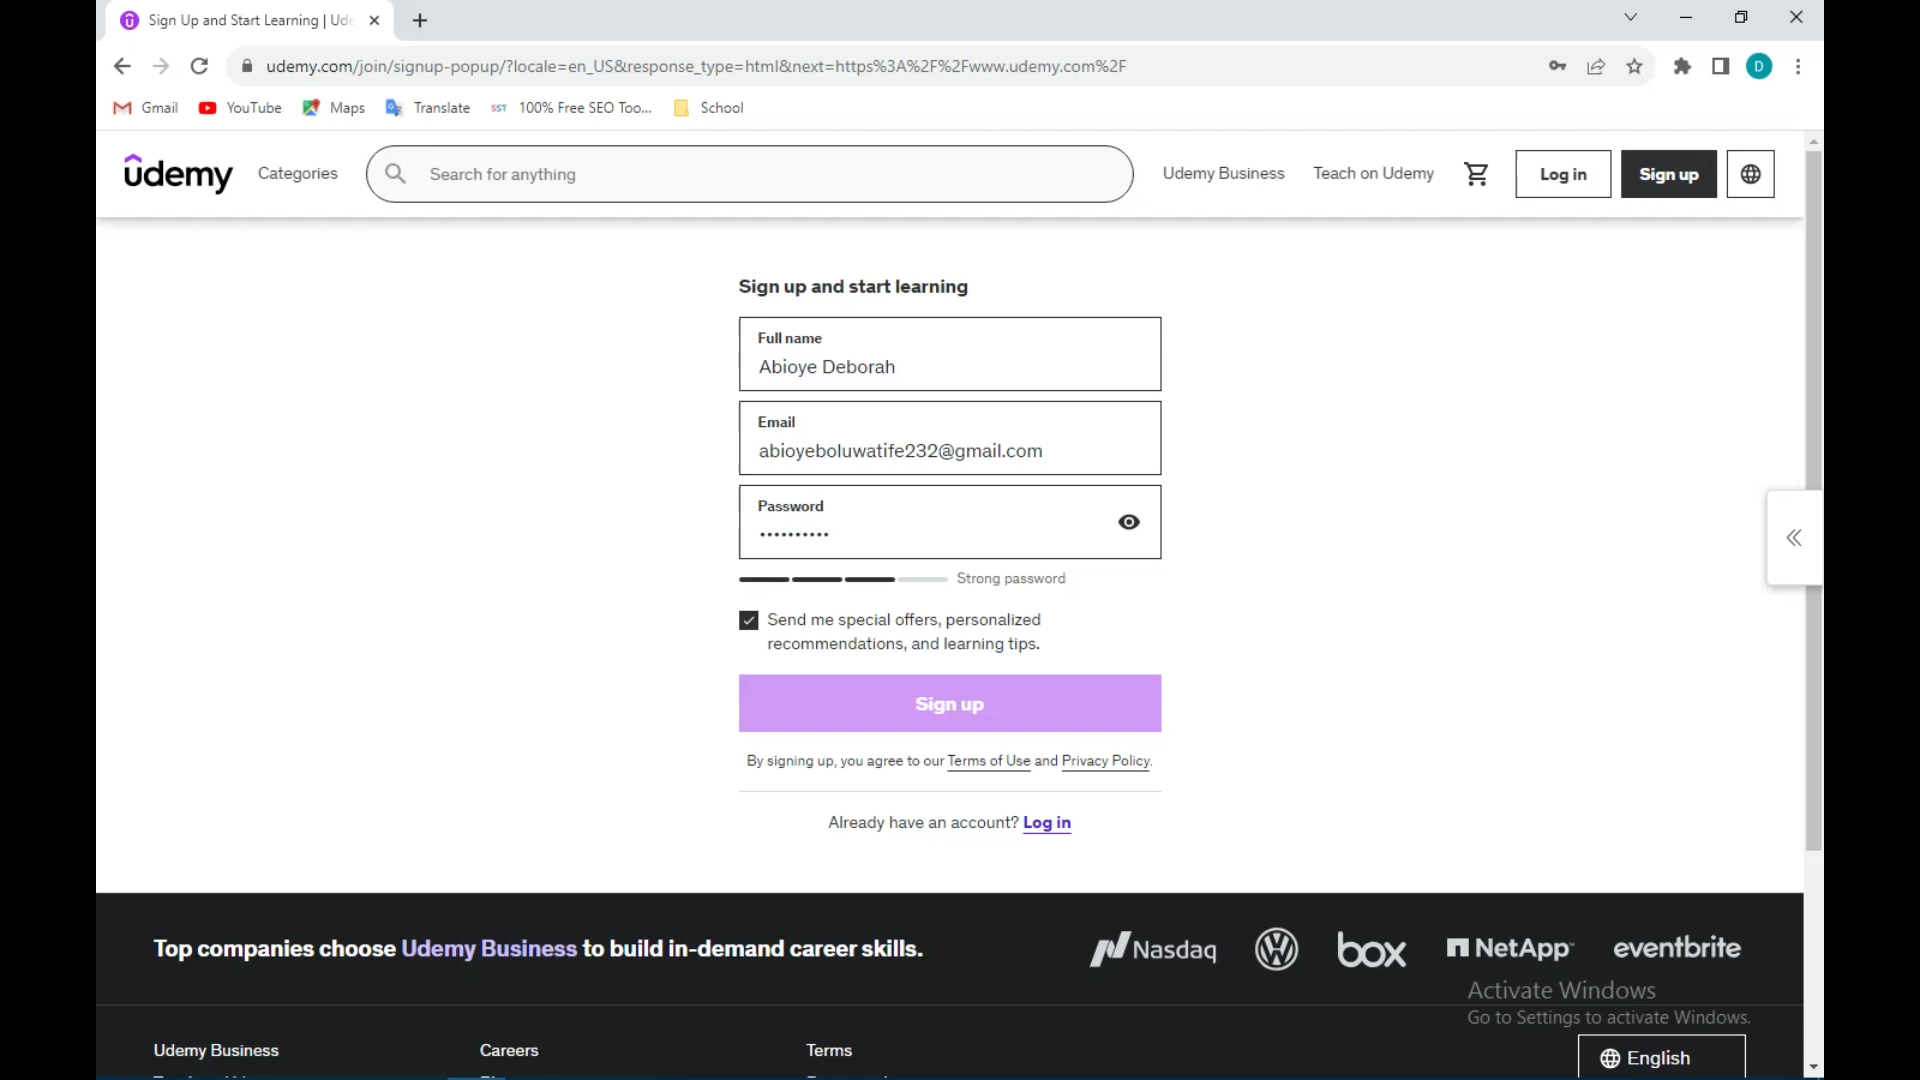 Sign Up and Start Learning | Ude
udemy.com/join/signup-popup/?locale=en_US&response_type=html&next=https%3A%2F%2Fwww.udemy.com%2F
D
Gmail YouTube Maps Translate SST 100% Free SEO Too... School
udemy Categories Search for anything Udemy Business Teach on Udemy Log in Sign up
Sign up and start learning
Full name
Abioye Deborah
Email
abioyeboluwatife232@gmail.com
Password
••••••••••
Strong password
Send me special offers, personalized
recommendations, and learning tips.
Sign up
By signing up, you agree to our Terms of Use and Privacy Policy.
Already have an account? Log in
Top companies choose Udemy Business to build in-demand career skills. Nasdaq box NetApp eventbrite
Activate Windows
Go to Settings to activate Windows.
Udemy Business Careers Terms
English